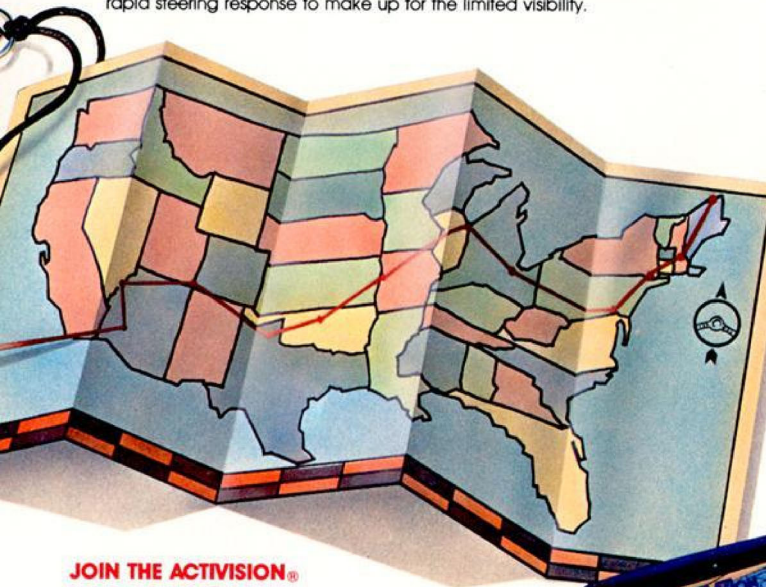 rapid steering response to make up for the limited visibility.
JOIN THE ACTIVISION®